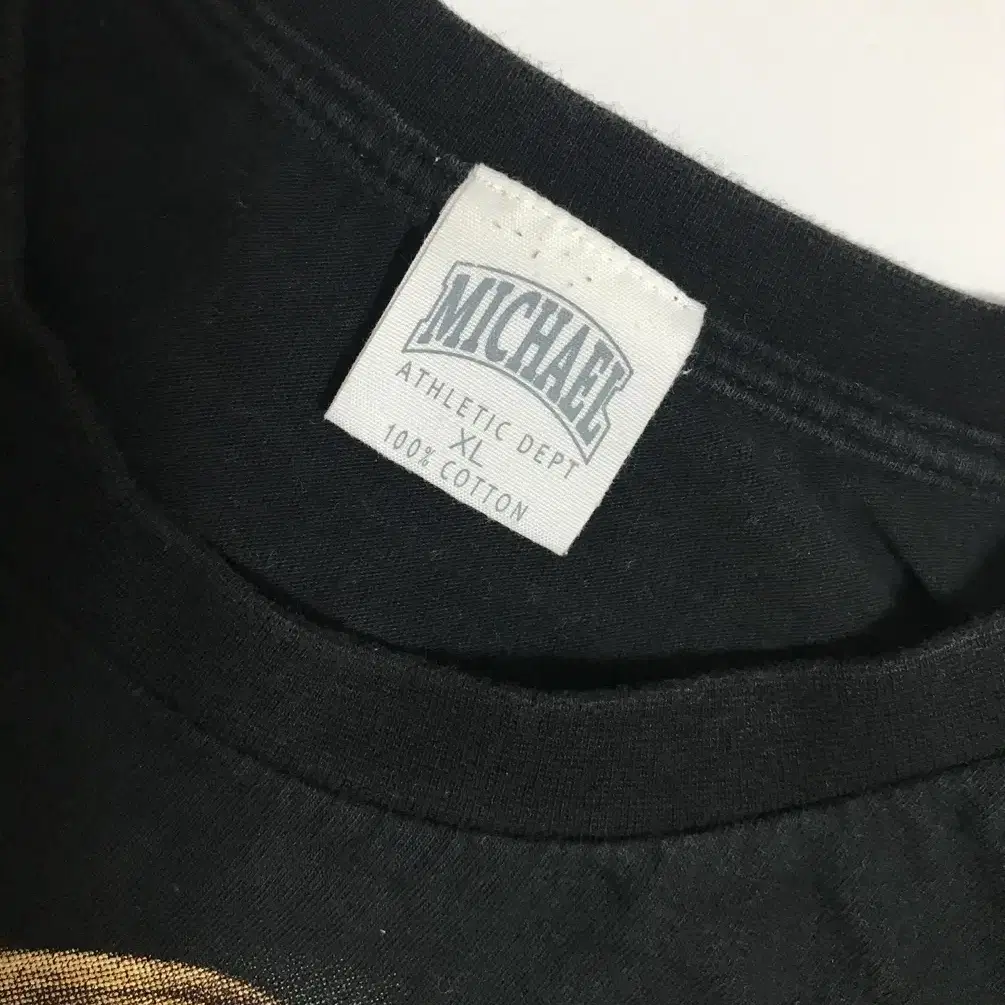 MICHAEL
ATHLETIC DEPT
XL
100% COTTON